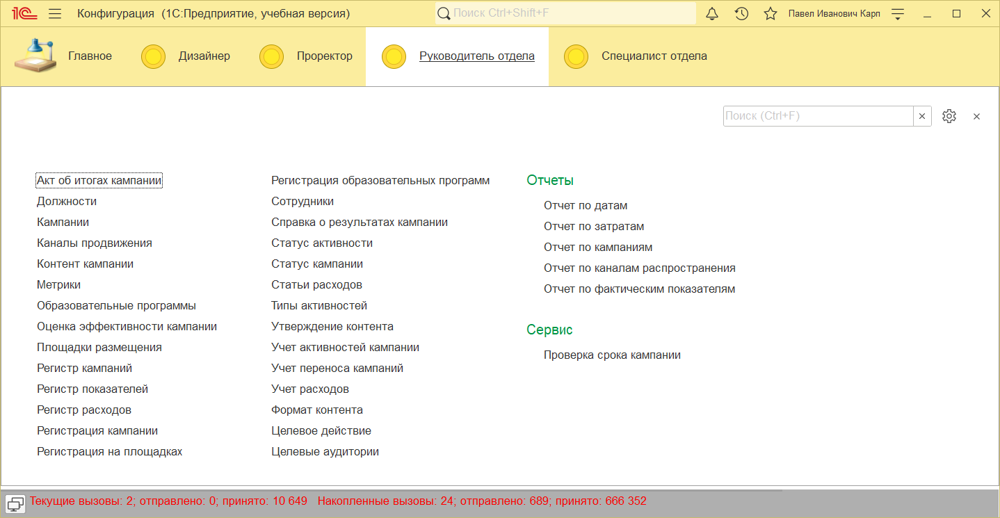 1С Конфигурация (1С:Предприятие, учебная версия) Поиск Ctrl+Shift+F Павел Иванович Карп
Главное Дизайнер Проректор Руководитель отдела Специалист отдела
Поиск (Ctrl+F)
Акт об итогах кампании
Должности
Кампании
Каналы продвижения
Контент кампании
Метрики
Образовательные программы
Оценка эффективности кампании
Площадки размещения
Регистр кампаний
Регистр показателей
Регистр расходов
Регистрация кампании
Регистрация на площадках
Регистрация образовательных программ
Сотрудники
Справка о результатах кампании
Статус активности
Статус кампании
Статьи расходов
Типы активностей
Утверждение контента
Учет активностей кампании
Учет переноса кампаний
Учет расходов
Формат контента
Целевое действие
Целевые аудитории
Отчеты
Отчет по датам
Отчет по затратам
Отчет по кампаниям
Отчет по каналам распространения
Отчет по фактическим показателям
Сервис
Проверка срока кампании
Текущие вызовы: 2; отправлено: 0; принято: 10 649 Накопленные вызовы: 24; отправлено: 689; принято: 666 352